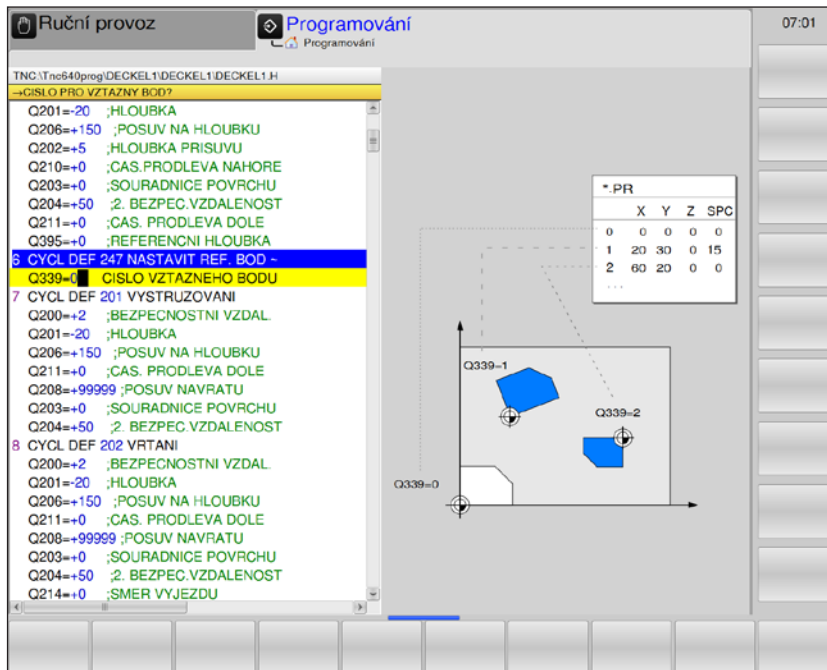 Ruční provoz
Programování
Programování
07:01
TNC:\Tnc640prog\DECKEL1\DECKEL1\DECKEL1.H
→CISLO PRO VZTAZNY BOD?
Q201=-20 ;HLOUBKA
Q206=+150 ;POSUV NA HLOUBKU
Q202=+5 ;HLOUBKA PRISUVU
Q210=+0 ;CAS.PRODLEVA NAHORE
Q203=+0 ;SOURADNICE POVRCHU
Q204=+50 ;2. BEZPEC.VZDALENOST
Q211=+0 ;CAS. PRODLEVA DOLE
Q395=+0 ;REFERENCNI HLOUBKA
6 CYCL DEF 247 NASTAVIT REF. BOD ~
Q339=0 CISLO VZTAZNEHO BODU
7 CYCL DEF 201 VYSTRUZOVANI
Q200=+2 ;BEZPECNOSTNI VZDAL.
Q201=-20 ;HLOUBKA
Q206=+150 ;POSUV NA HLOUBKU
Q211=+0 ;CAS. PRODLEVA DOLE
Q208=+99999 ;POSUV NAVRATU
Q203=+0 ;SOURADNICE POVRCHU
Q204=+50 ;2. BEZPEC.VZDALENOST
8 CYCL DEF 202 VRTANI
Q200=+2 ;BEZPECNOSTNI VZDAL.
Q201=-20 ;HLOUBKA
Q206=+150 ;POSUV NA HLOUBKU
Q211=+0 ;CAS. PRODLEVA DOLE
Q208=+99999 ;POSUV NAVRATU
Q203=+0 ;SOURADNICE POVRCHU
Q204=+50 ;2. BEZPEC.VZDALENOST
Q214=+0 ;SMER VYJEZDU
*.PR
X Y Z SPC
0 0 0 0 0
1 20 30 0 15
2 60 20 0 0
...
Q339=1
Q339=2
Q339=0